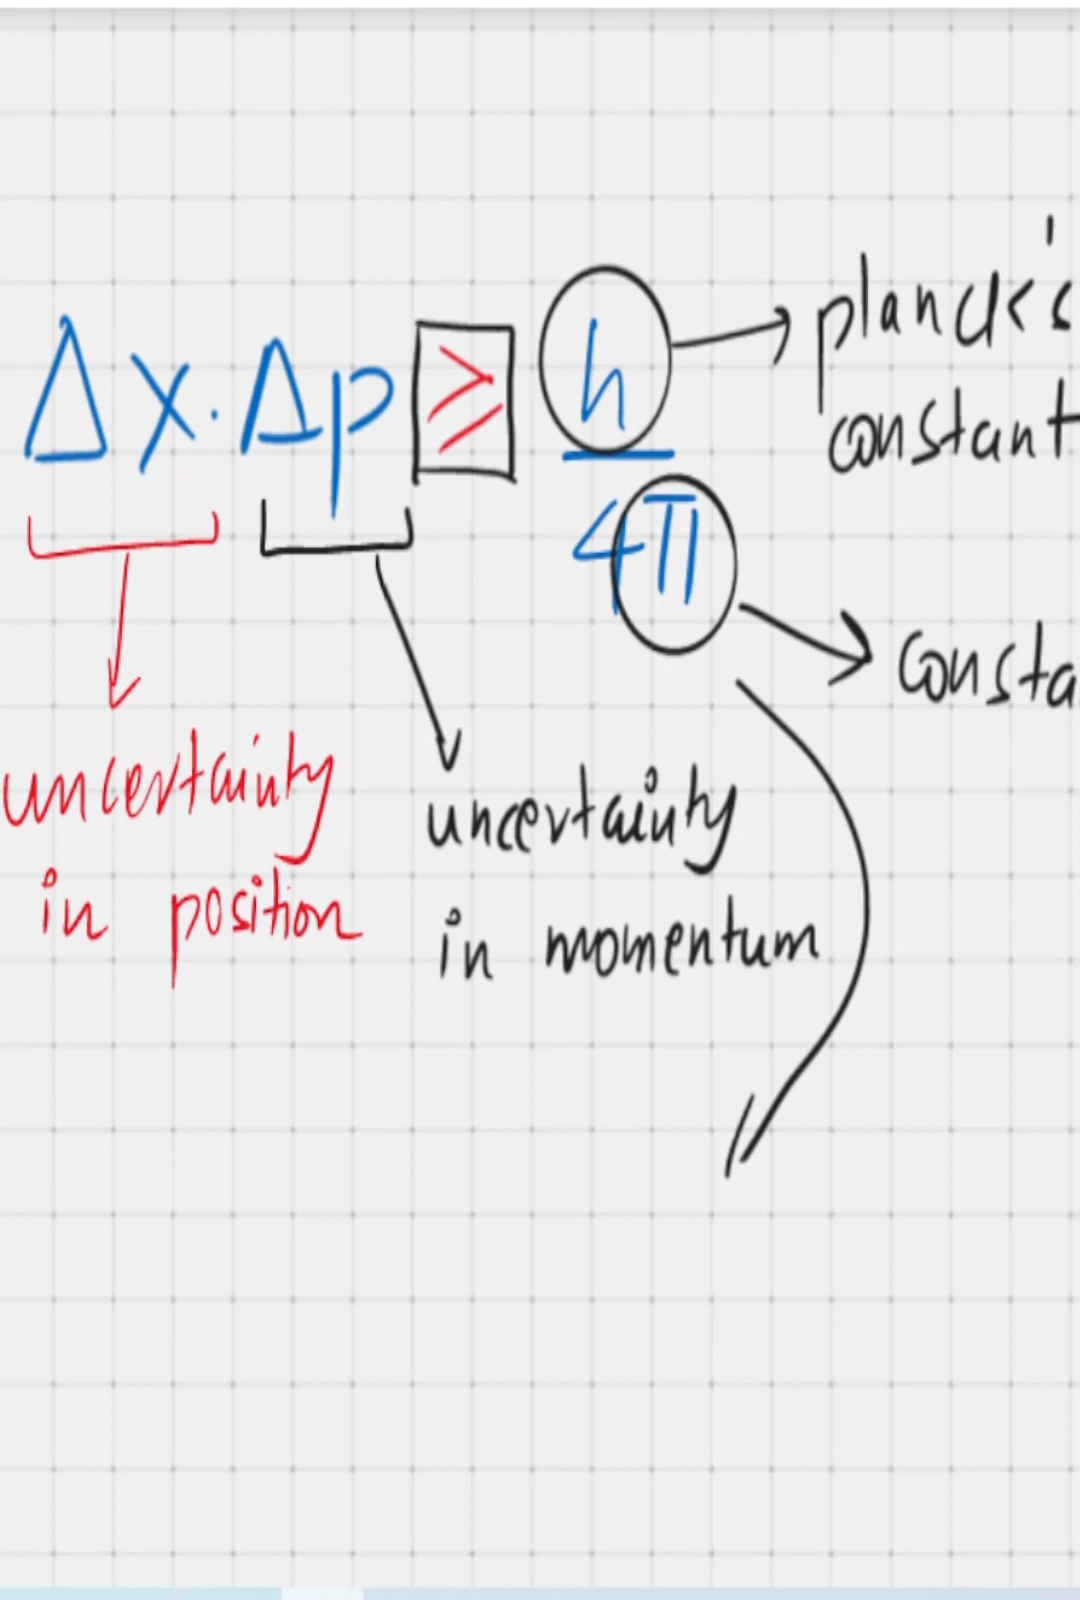 Δx · Δp ≥ h
4π
planck's
constant
consta
uncertainty
in position
uncertainty
in momentum